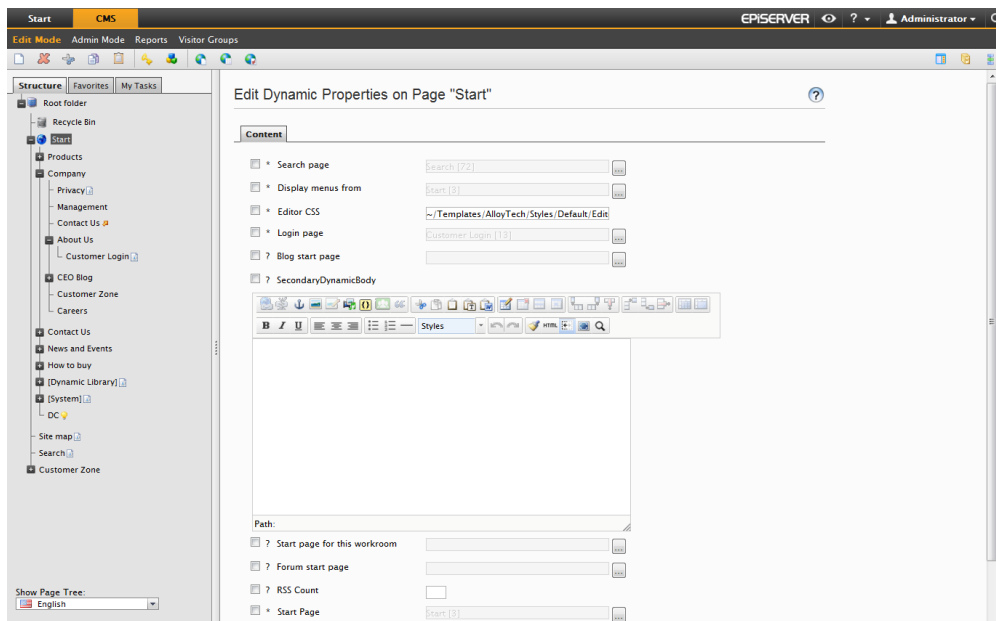 Start CMS EPiSERVER ? Administrator
Edit Mode Admin Mode Reports Visitor Groups
Structure Favorites My Tasks
Root folder
Recycle Bin
Start
Products
Company
Privacy
Management
Contact Us
About Us
Customer Login
CEO Blog
Customer Zone
Careers
Contact Us
News and Events
How to buy
[Dynamic Library]
[System]
DC
Site map
Search
Customer Zone
Show Page Tree:
English
Edit Dynamic Properties on Page "Start" ?
Content
* Search page Search [72] ...
* Display menus from Start [3] ...
* Editor CSS ~/Templates/AlloyTech/Styles/Default/Edit
* Login page Customer Login [13] ...
? Blog start page ...
? SecondaryDynamicBody
B I U Styles HTML
Path:
? Start page for this workroom ...
? Forum start page ...
? RSS Count
* Start Page Start [3] ...